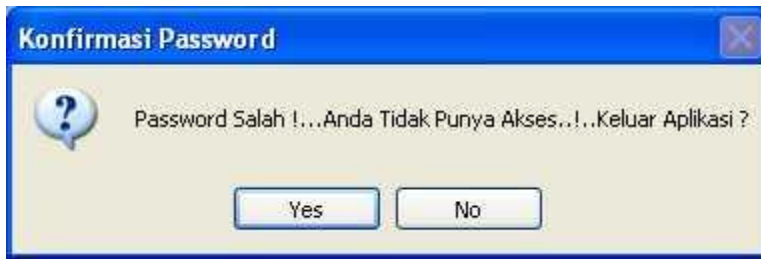 Konfirmasi Password
Password Salah !...Anda Tidak Punya Akses..!..Keluar Aplikasi ?
Yes
No